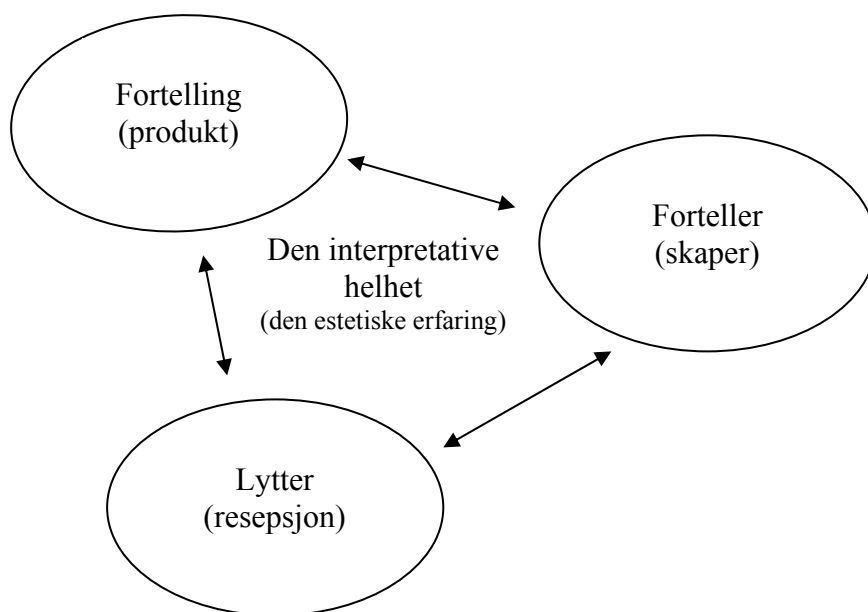 Fortelling
(produkt)
Forteller
(skaper)
Den interpretative
helhet
(den estetiske erfaring)
Lytter
(resepsjon)